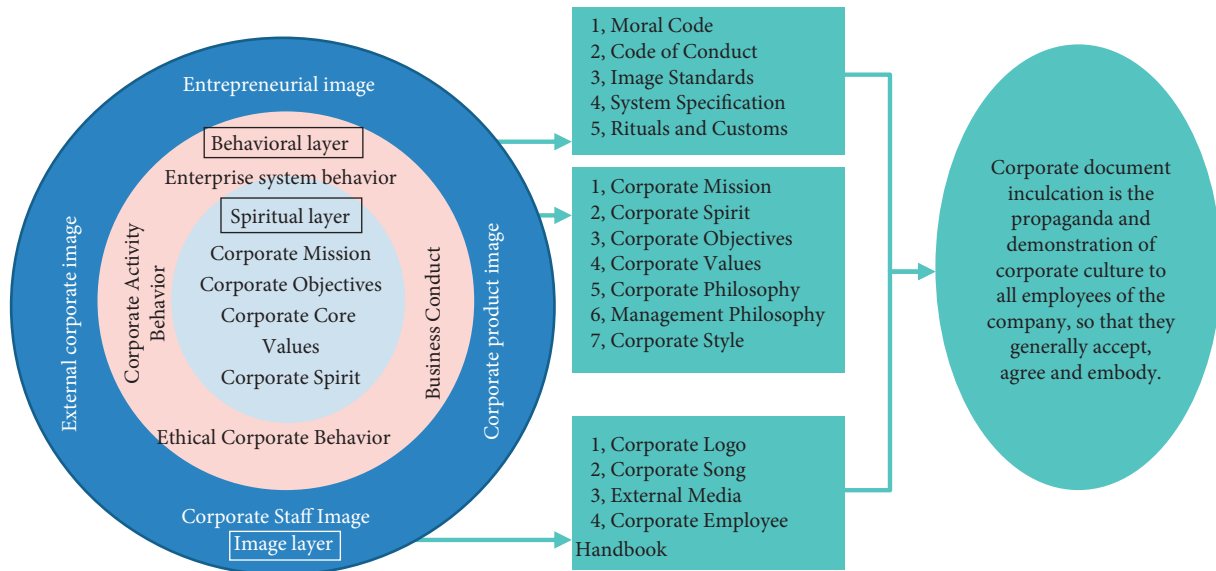 Entrepreneurial image
Behavioral layer
Enterprise system behavior
Spiritual layer
Corporate Mission
Corporate Objectives
Corporate Core
Values
Corporate Spirit
External corporate image
Corporate Activity
Behavior
Business Conduct
Corporate product image
Ethical Corporate Behavior
Corporate Staff Image
Image layer
1, Moral Code
2, Code of Conduct
3, Image Standards
4, System Specification
5, Rituals and Customs
1, Corporate Mission
2, Corporate Spirit
3, Corporate Objectives
4, Corporate Values
5, Corporate Philosophy
6, Management Philosophy
7, Corporate Style
1, Corporate Logo
2, Corporate Song
3, External Media
4, Corporate Employee
Handbook
Corporate document
inculcation is the
propaganda and
demonstration of
corporate culture to
all employees of the
company, so that they
generally accept,
agree and embody.